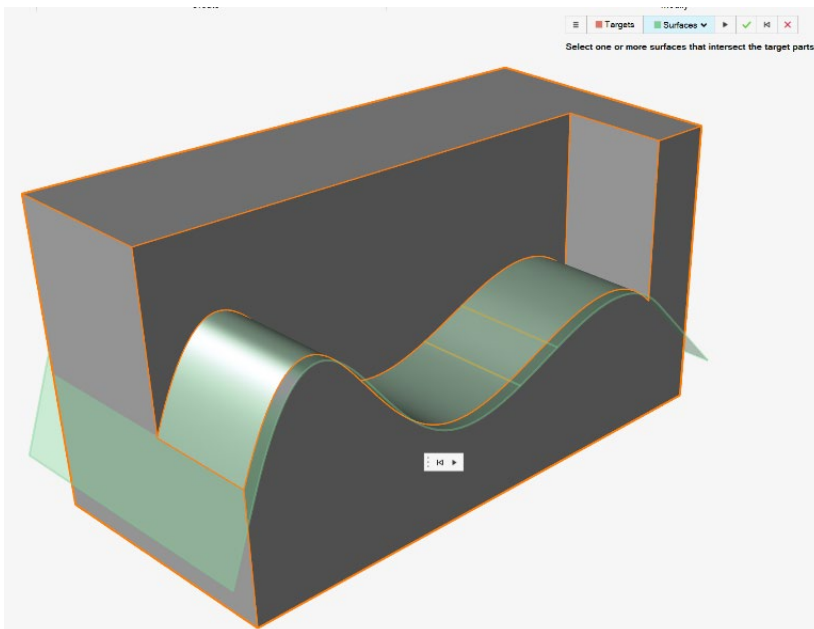 Targets Surfaces
Select one or more surfaces that intersect the target parts